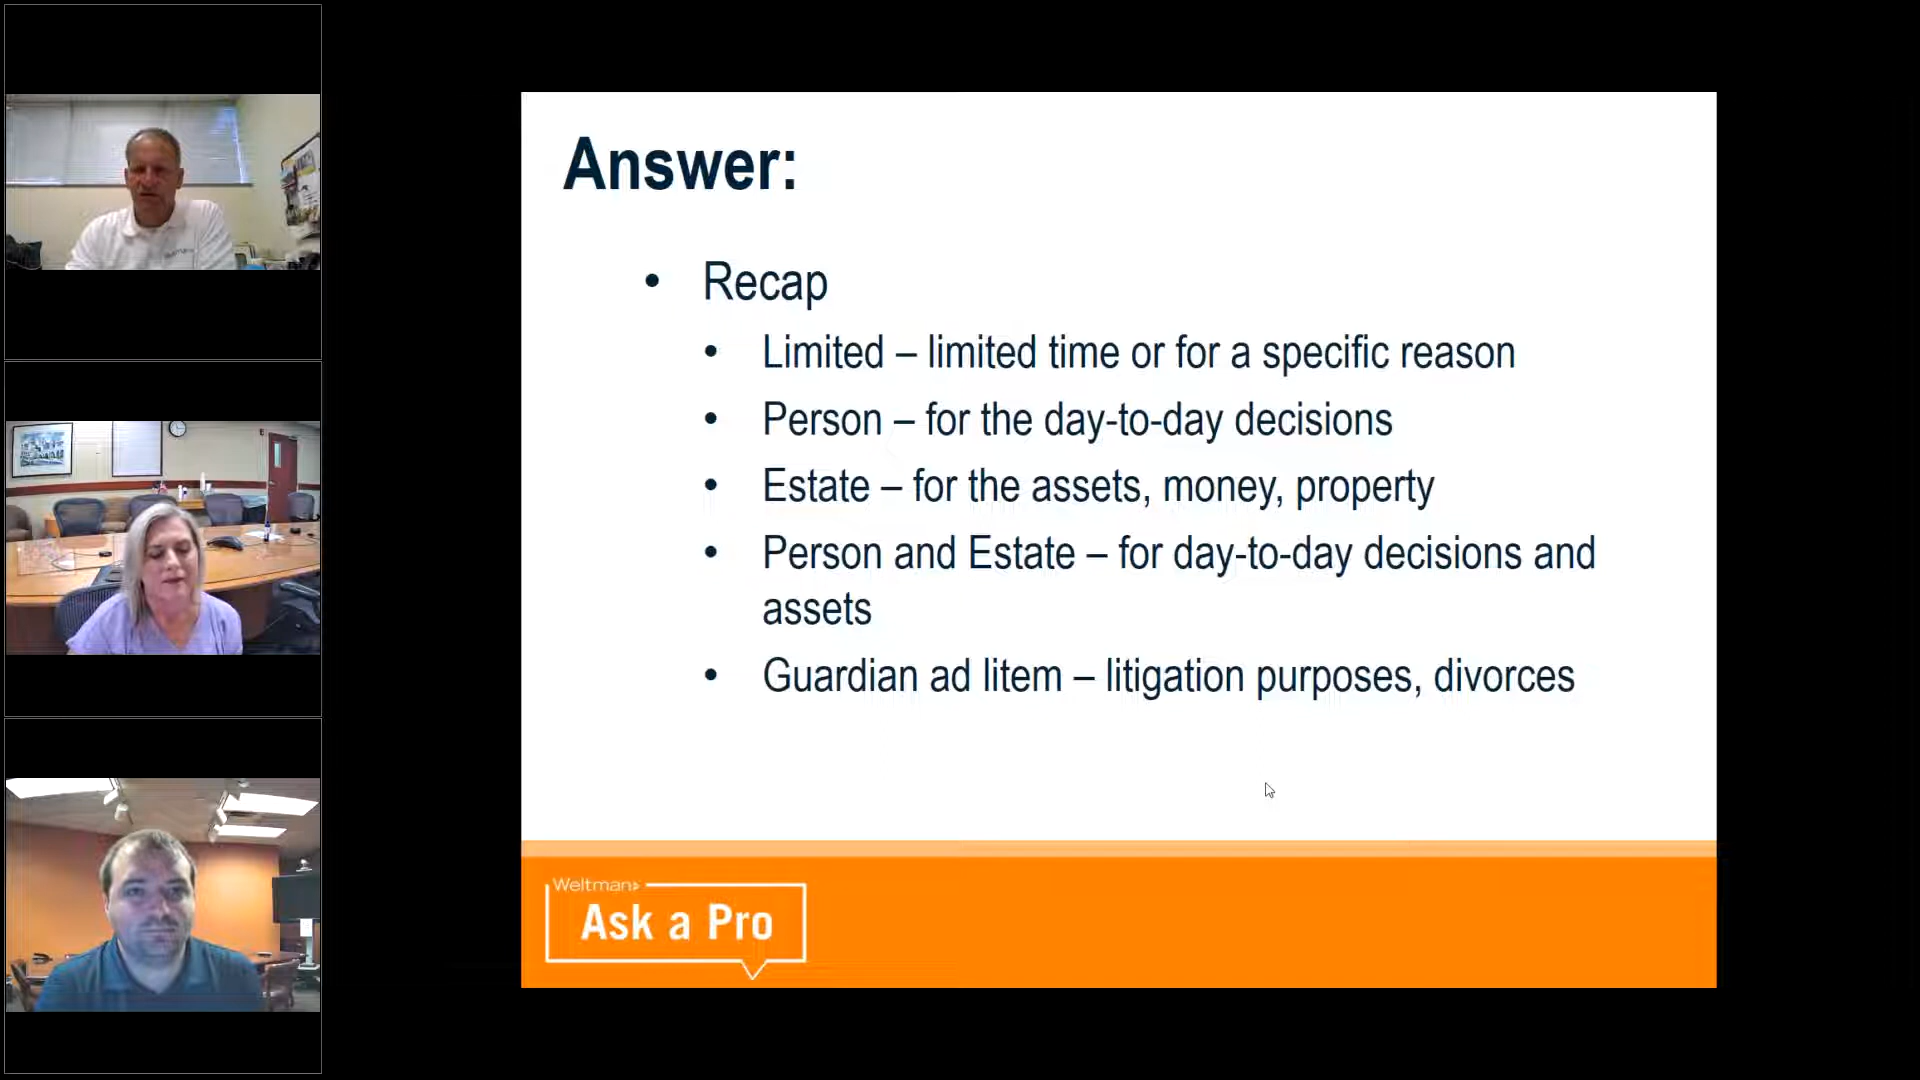 Answer:
• Recap
• Limited – limited time or for a specific reason
• Person – for the day-to-day decisions
• Estate – for the assets, money, property
• Person and Estate – for day-to-day decisions and
assets
• Guardian ad litem – litigation purposes, divorces
Weltman
Ask a Pro